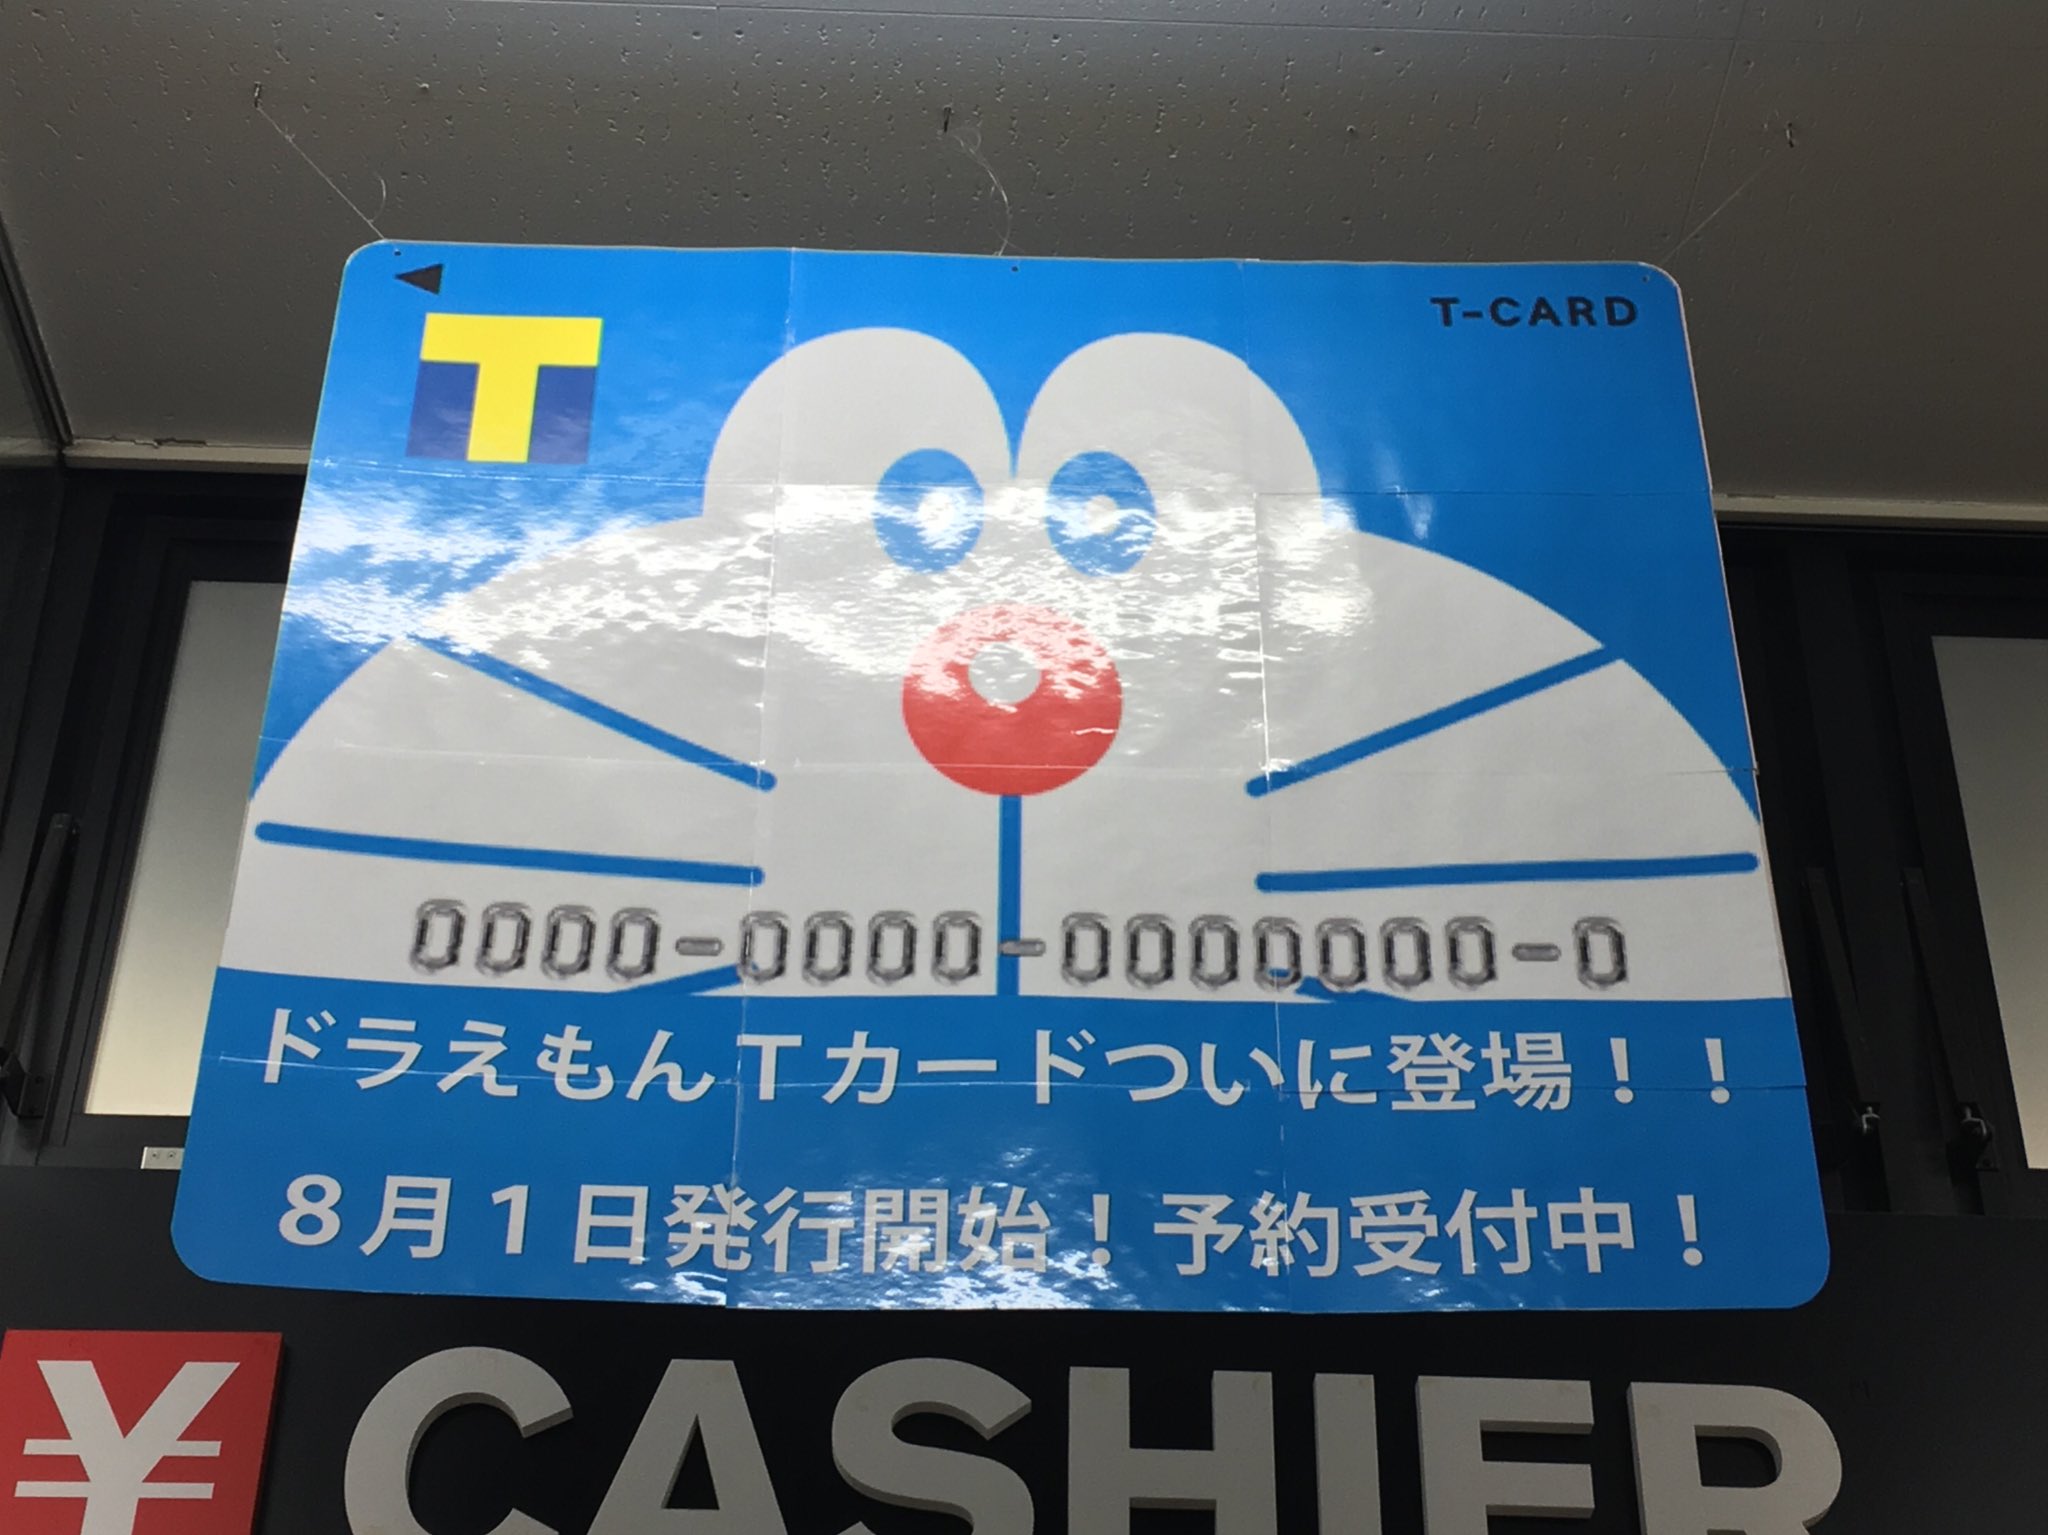 T
T-CARD
0000-0000-0000000-0
ドラえもんTカードついに登場！！
8月1日発行開始！予約受付中！
¥ CASHIER